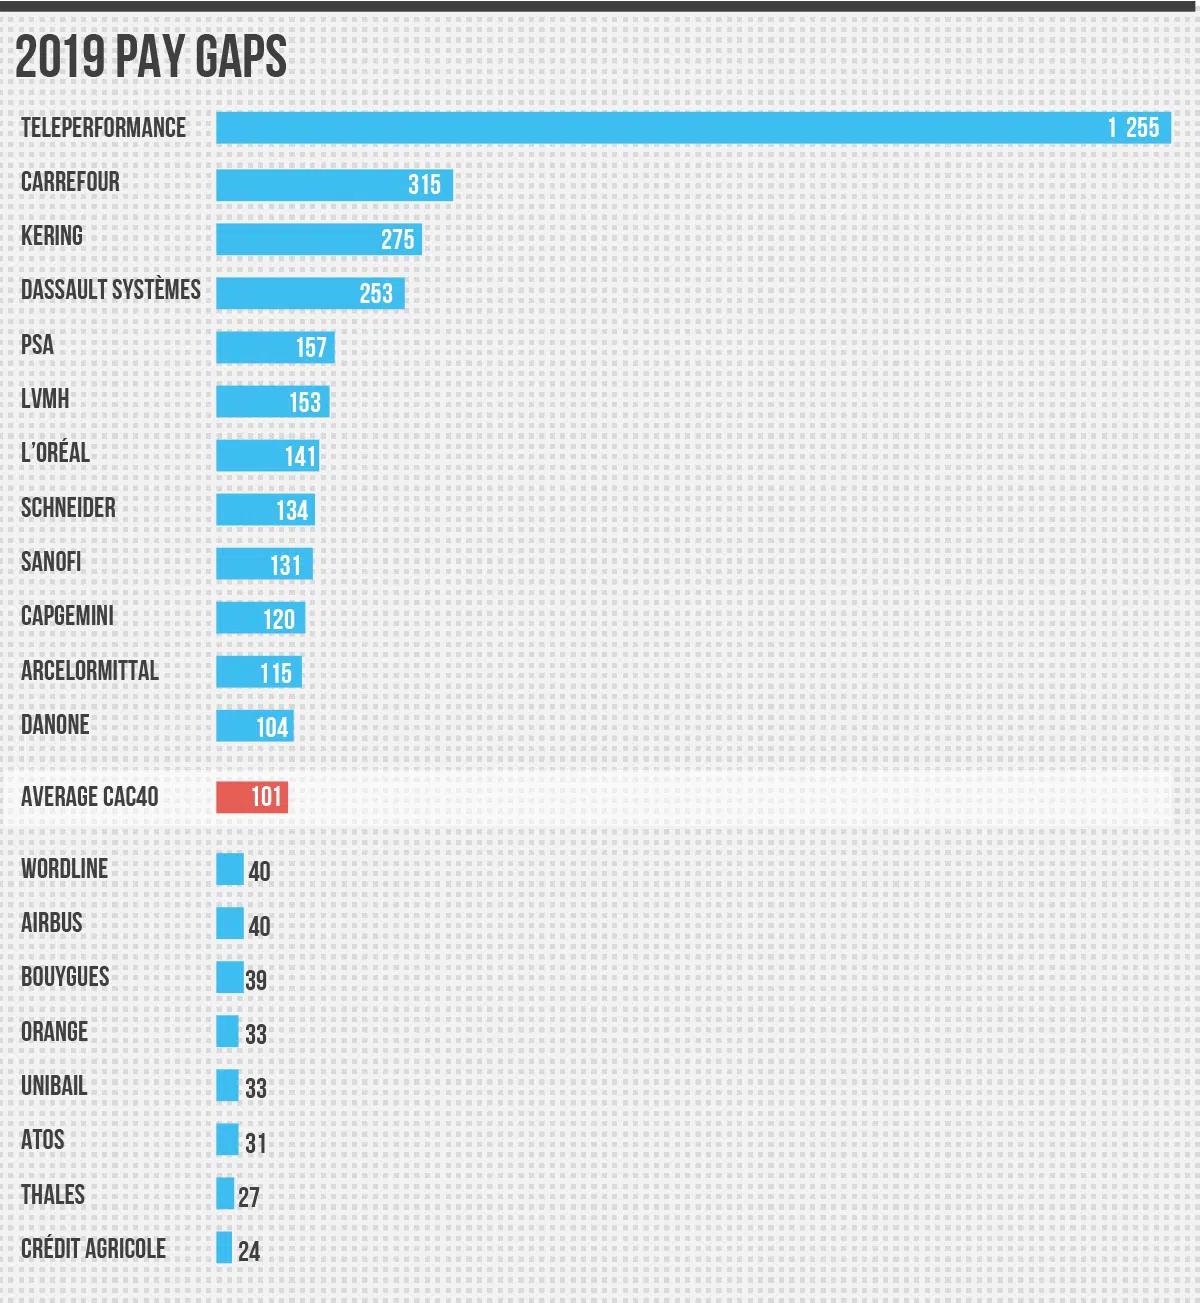 2019 PAY GAPS
TELEPERFORMANCE 1 255
CARREFOUR 315
KERING 275
DASSAULT SYSTÈMES 253
PSA 157
LVMH 153
L’ORÉAL 141
SCHNEIDER 134
SANOFI 131
CAPGEMINI 120
ARCELORMITTAL 115
DANONE 104
AVERAGE CAC40 101
WORDLINE 40
AIRBUS 40
BOUYGUES 39
ORANGE 33
UNIBAIL 33
ATOS 31
THALES 27
CRÉDIT AGRICOLE 24